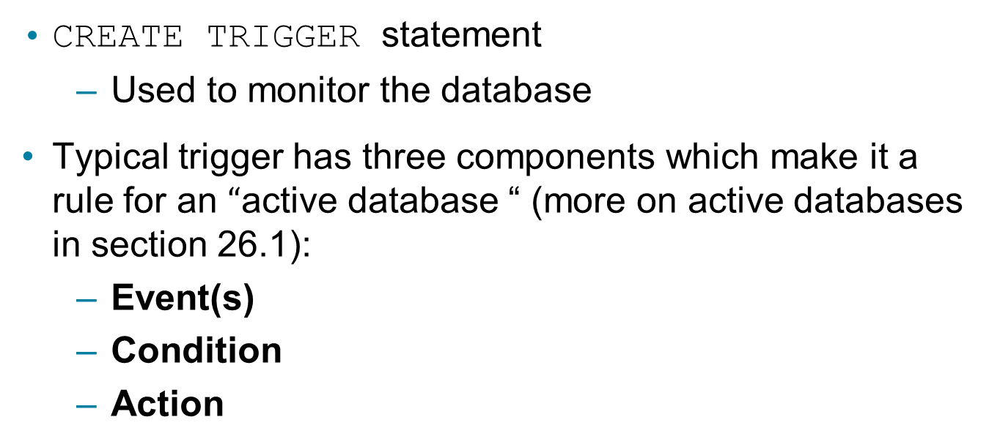 • CREATE TRIGGER statement
– Used to monitor the database
• Typical trigger has three components which make it a
rule for an “active database “ (more on active databases
in section 26.1):
– Event(s)
– Condition
– Action